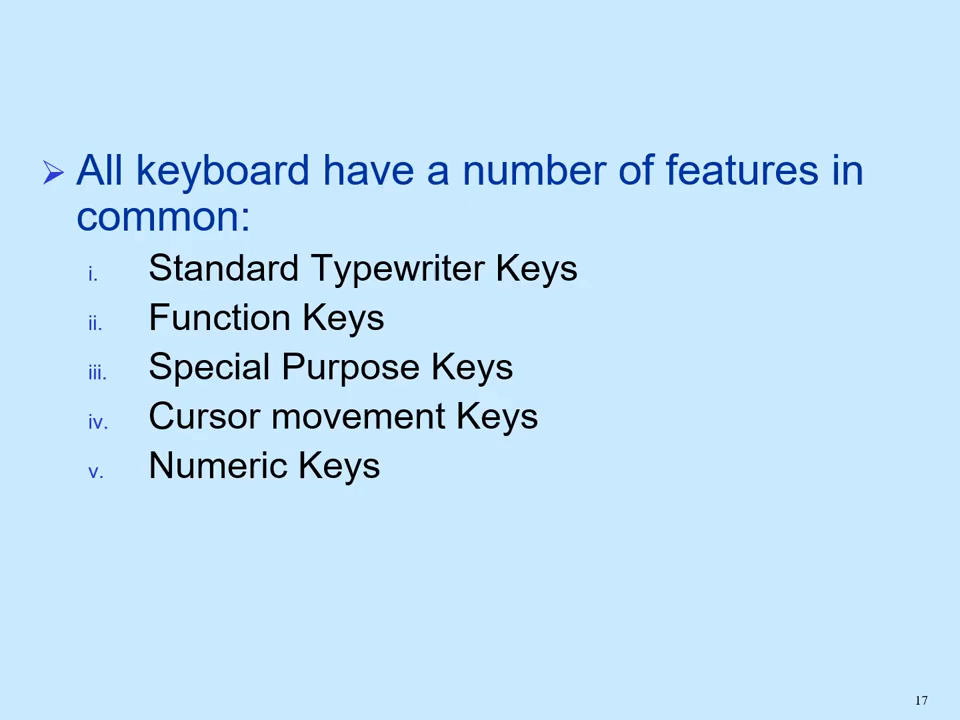 ➢ All keyboard have a number of features in
common:
i. Standard Typewriter Keys
ii. Function Keys
iii. Special Purpose Keys
iv. Cursor movement Keys
v. Numeric Keys
17